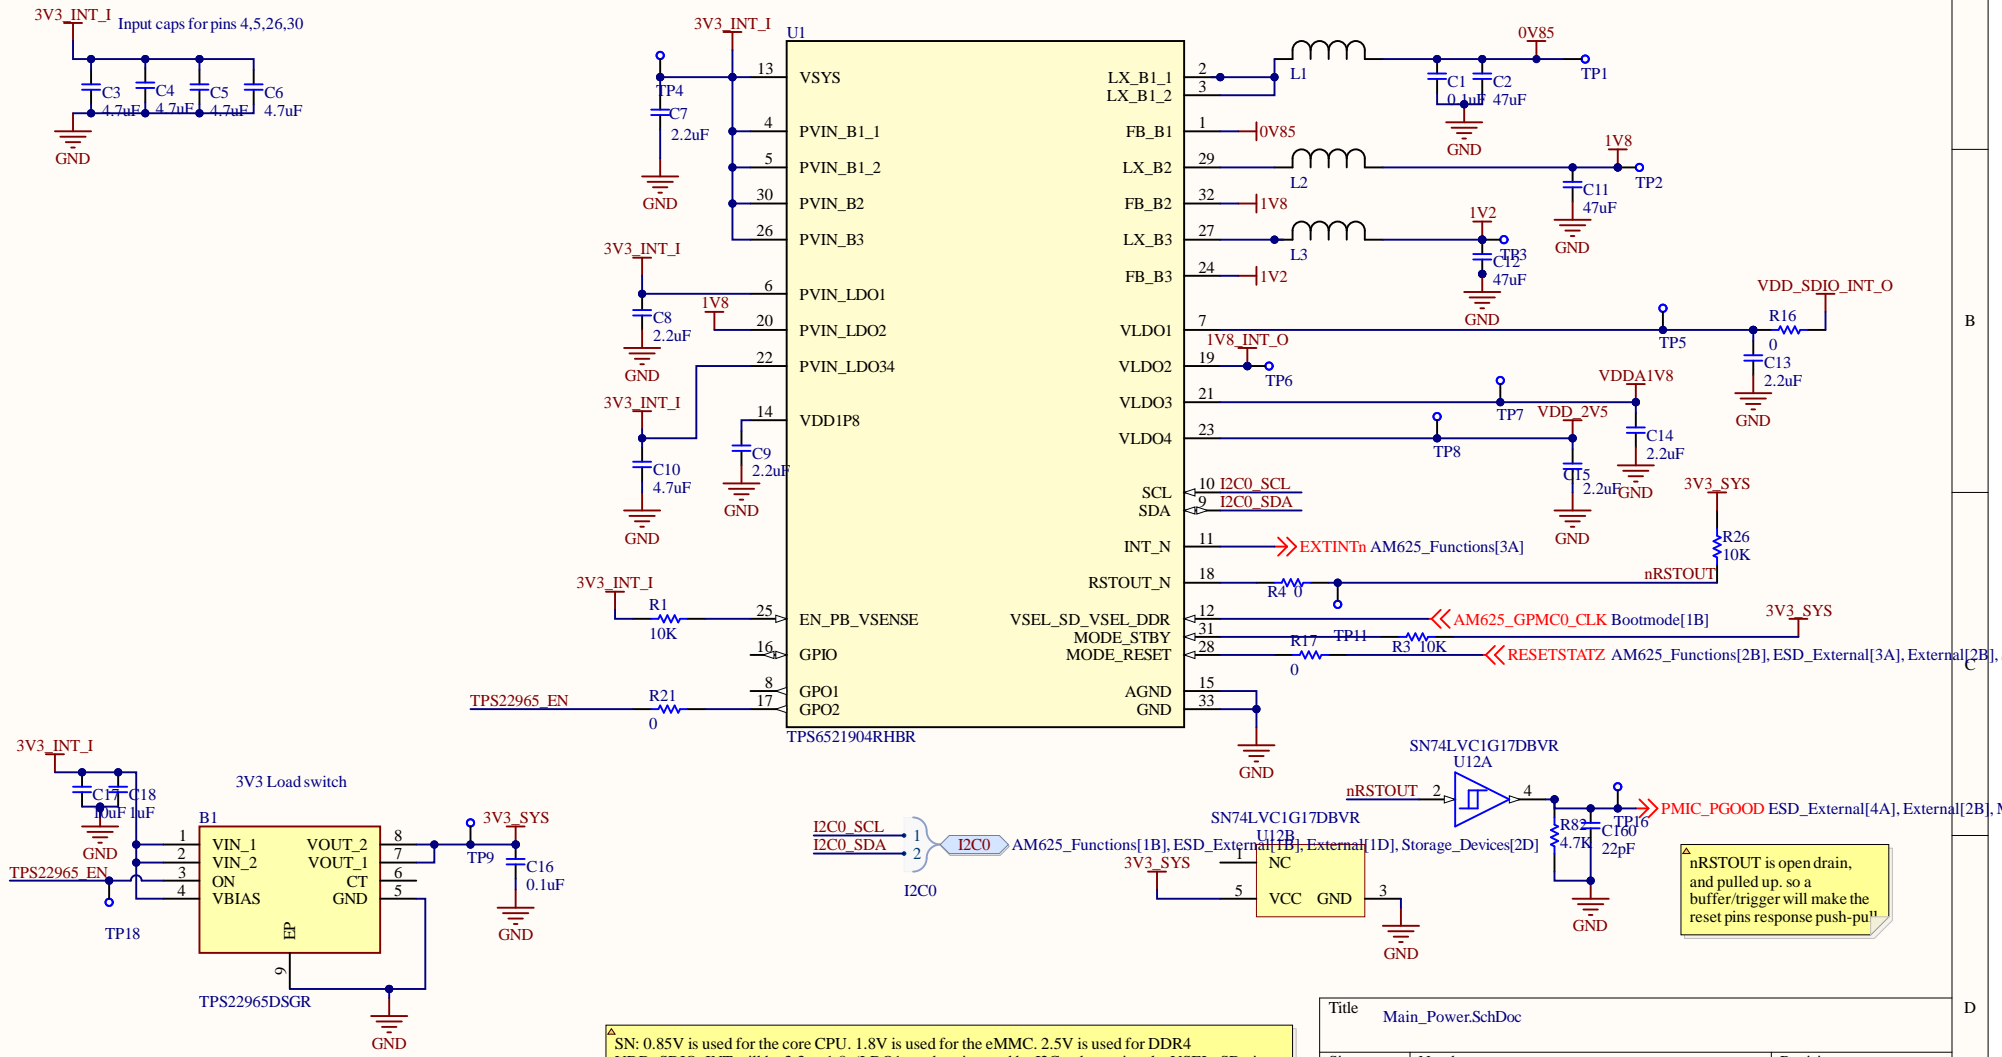 3V3_INT_I
Input caps for pins 4,5,26,30
C3
4.7uF
C4
4.7uF
C5
4.7uF
C6
4.7uF
GND
3V3_INT_I
TP4
C7
2.2uF
GND
U1
13 VSYS
4 PVIN_B1_1
5 PVIN_B1_2
30 PVIN_B2
26 PVIN_B3
6 PVIN_LDO1
20 PVIN_LDO2
22 PVIN_LDO34
14 VDD1P8
25 EN_PB_VSENSE
16 GPIO
8 GPO1
17 GPO2
LX_B1_1 2
LX_B1_2 3
FB_B1 1
LX_B2 29
FB_B2 32
LX_B3 27
FB_B3 24
VLDO1 7
VLDO2 19
VLDO3 21
VLDO4 23
SCL 10
SDA 9
INT_N 11
RSTOUT_N 18
VSEL_SD_VSEL_DDR 12
MODE_STBY 31
MODE_RESET 28
AGND 15
GND 33
TPS6521904RHBR
3V3_INT_I
C8
2.2uF
GND
1V8
3V3_INT_I
C10
4.7uF
GND
C9
2.2uF
GND
3V3_INT_I
R1
10K
TPS22965_EN
R21
0
L1
C1
0.1uF
C2
47uF
0V85
TP1
GND
0V85
L2
1V8
TP2
C11
47uF
GND
1V8
L3
1V2
TP3
C12
47uF
GND
1V2
TP5
VDD_SDIO_INT_O
R16
0
C13
2.2uF
GND
1V8_INT_O
TP6
TP7
VDDA1V8
C14
2.2uF
GND
TP8
VDD_2V5
C15
2.2uF
GND
I2C0_SCL
I2C0_SDA
EXTINTn AM625_Functions[3A]
R4 0
TP11
nRSTOUT
3V3_SYS
R26
10K
AM625_GPMC0_CLK Bootmode[1B]
R3 10K
3V3_SYS
R17
0
RESETSTATZ AM625_Functions[2B], ESD_External[3A], External[2B],
GND
3V3_INT_I
C17
10uF
C18
1uF
GND
3V3 Load switch
B1
1 VIN_1
2 VIN_2
3 ON
4 VBIAS
VOUT_2 8
VOUT_1 7
CT 6
GND 5
EP
9
TPS22965DSGR
TPS22965_EN
TP18
TP9
3V3_SYS
C16
0.1uF
GND
GND
I2C0_SCL 1
I2C0_SDA 2
I2C0
AM625_Functions[1B], ESD_External[1B], External[1D], Storage_Devices[2D]
I2C0
SN74LVC1G17DBVR
U12A
nRSTOUT 2
4
TP16
PMIC_PGOOD ESD_External[4A], External[2B],
R82
4.7K
C160
22pF
GND
SN74LVC1G17DBVR
U12B
3V3_SYS
1 NC
5 VCC GND 3
GND
nRSTOUT is open drain,
and pulled up. so a
buffer/trigger will make the
reset pins response push-pull
SN: 0.85V is used for the core CPU. 1.8V is used for the eMMC. 2.5V is used for DDR4
Title
Main_Power.SchDoc
B
C
D